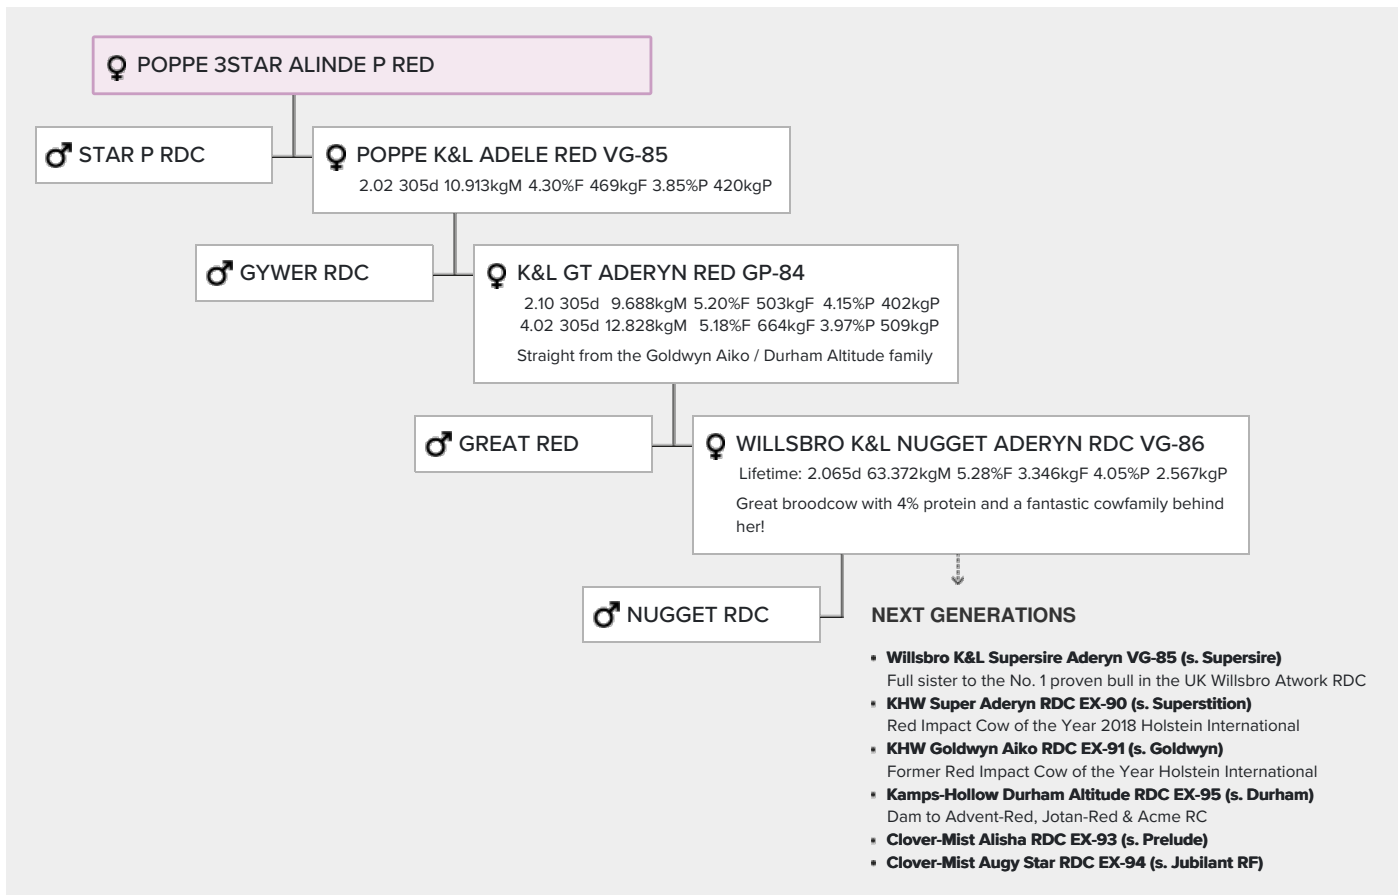 POPPE 3STAR ALINDE P RED
STAR P RDC
POPPE K&L ADELE RED VG-85
2.02 305d 10.913kgM 4.30%F 469kgF 3.85%P 420kgP
GYWER RDC
K&L GT ADERYN RED GP-84
2.10 305d 9.688kgM 5.20%F 503kgF 4.15%P 402kgP
4.02 305d 12.828kgM 5.18%F 664kgF 3.97%P 509kgP
Straight from the Goldwyn Aiko / Durham Altitude family
GREAT RED
WILLSBRO K&L NUGGET ADERYN RDC VG-86
Lifetime: 2.065d 63.372kgM 5.28%F 3.346kgF 4.05%P 2.567kgP
Great broodcow with 4% protein and a fantastic cowfamily behind
her!
NUGGET RDC
NEXT GENERATIONS
▪ Willsbro K&L Supersire Aderyn VG-85 (s. Supersire)
Full sister to the No. 1 proven bull in the UK Willsbro Atwork RDC
▪ KHW Super Aderyn RDC EX-90 (s. Superstition)
Red Impact Cow of the Year 2018 Holstein International
▪ KHW Goldwyn Aiko RDC EX-91 (s. Goldwyn)
Former Red Impact Cow of the Year Holstein International
▪ Kamps-Hollow Durham Altitude RDC EX-95 (s. Durham)
Dam to Advent-Red, Jotan-Red & Acme RC
▪ Clover-Mist Alisha RDC EX-93 (s. Prelude)
▪ Clover-Mist Augy Star RDC EX-94 (s. Jubilant RF)